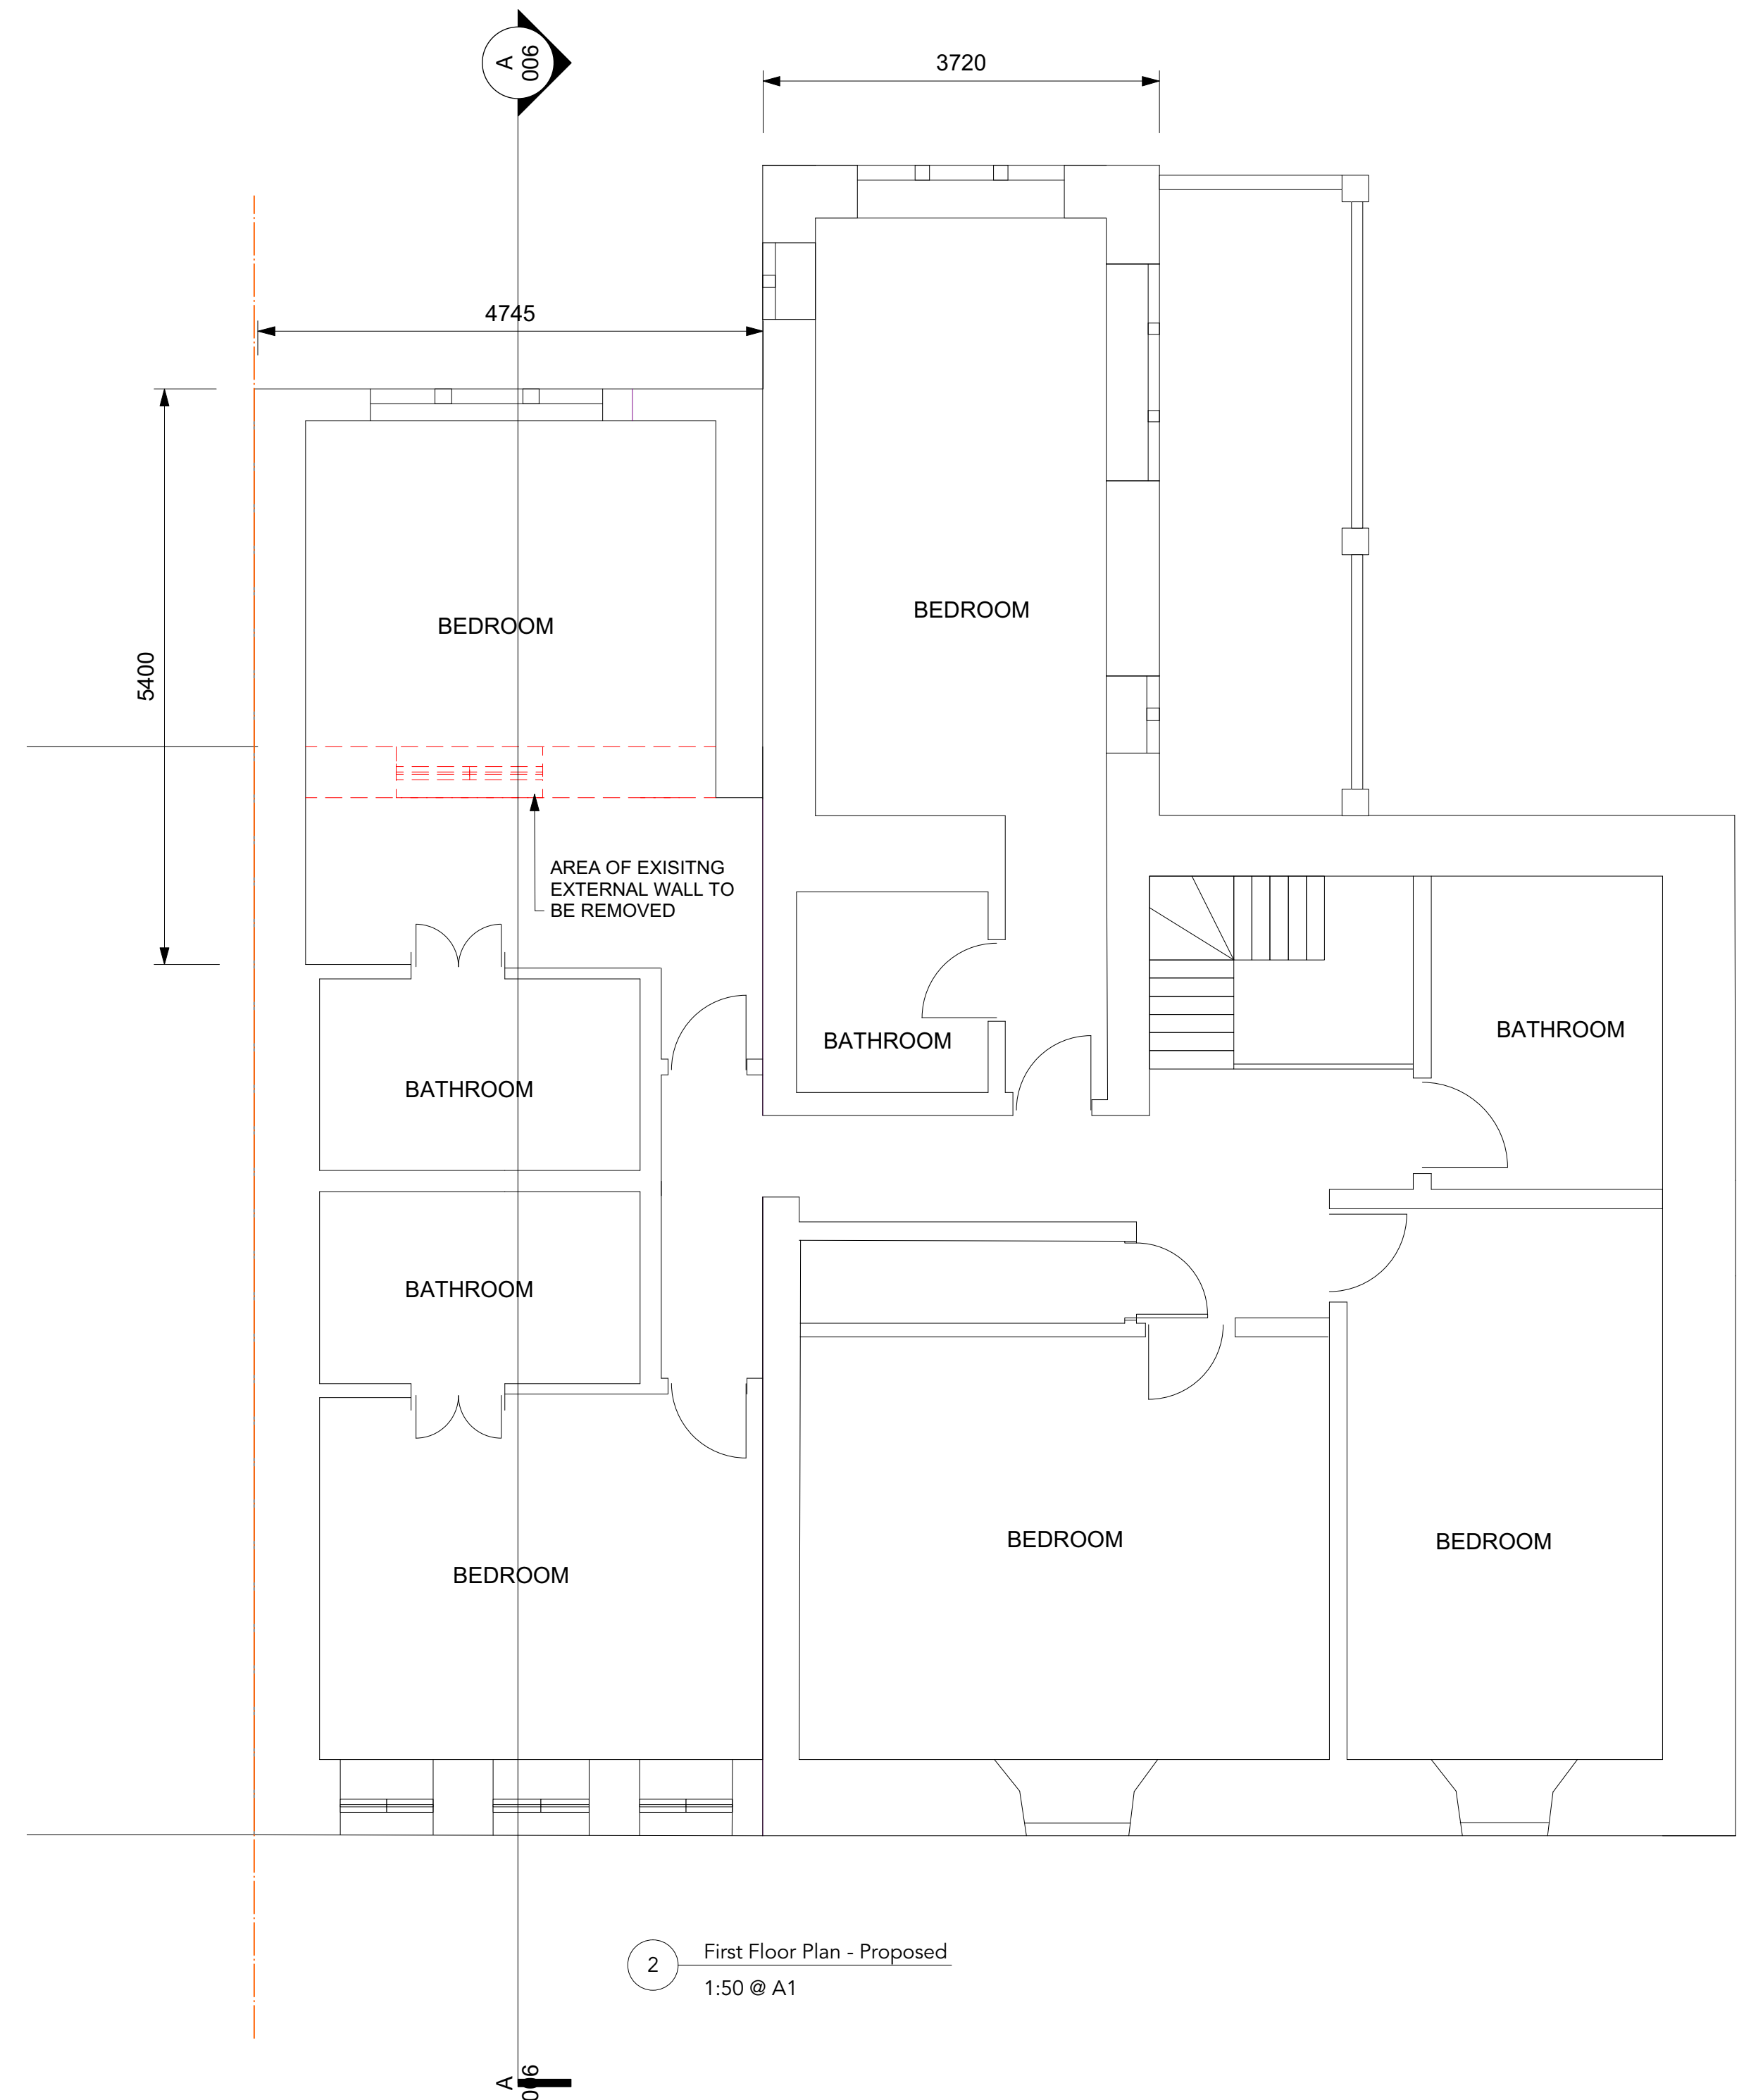 A
006
3720
4745
BEDROOM
BEDROOM
5400
AREA OF EXISITNG
EXTERNAL WALL TO
BE REMOVED
BATHROOM
BATHROOM
BATHROOM
BATHROOM
BEDROOM
BEDROOM
BEDROOM
2
First Floor Plan - Proposed
1:50 @ A1
A
006